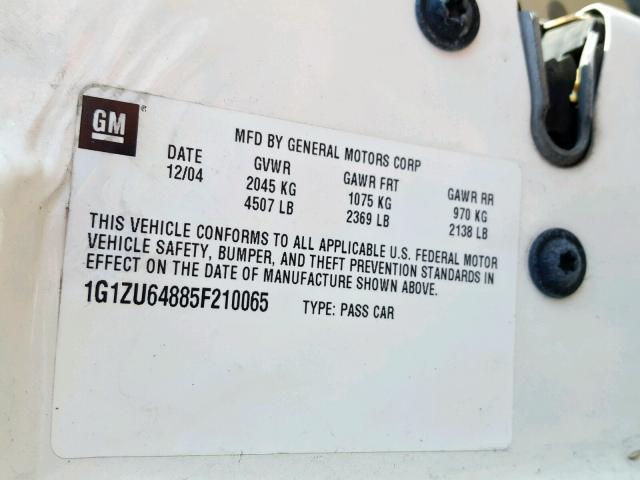 GM ®
MFD BY GENERAL MOTORS CORP
DATE GVWR GAWR FRT GAWR RR
12/04 2045 KG 1075 KG 970 KG
4507 LB 2369 LB 2138 LB
THIS VEHICLE CONFORMS TO ALL APPLICABLE U.S. FEDERAL MOTOR
VEHICLE SAFETY, BUMPER, AND THEFT PREVENTION STANDARDS IN
EFFECT ON THE DATE OF MANUFACTURE SHOWN ABOVE.
1G1ZU64885F210065 TYPE: PASS CAR